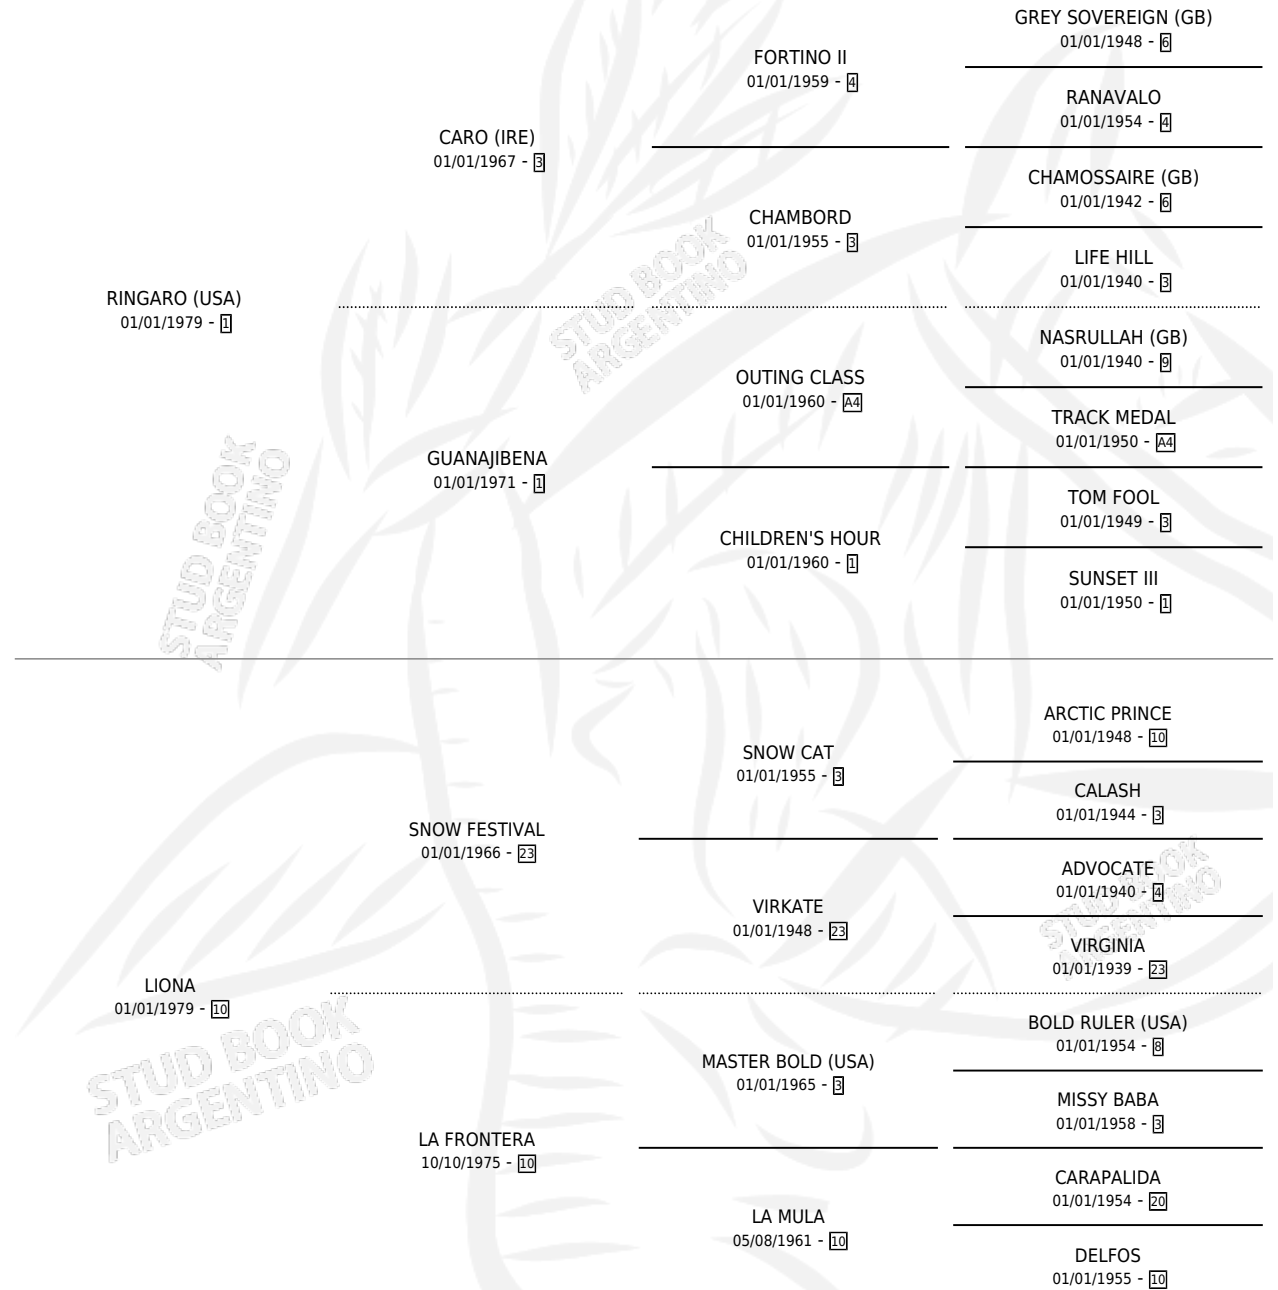 GREY SOVEREIGN (GB)
01/01/1948 - 6
FORTINO II
01/01/1959 - 4
RANAVALO
01/01/1954 - 4
CARO (IRE)
01/01/1967 - 3
CHAMOSSAIRE (GB)
01/01/1942 - 6
CHAMBORD
01/01/1955 - 3
LIFE HILL
01/01/1940 - 3
RINGARO (USA)
01/01/1979 - 1
STUD BOOK
ARGENTINO
NASRULLAH (GB)
01/01/1940 - 9
OUTING CLASS
01/01/1960 - A4
TRACK MEDAL
01/01/1950 - A4
GUANAJIBENA
01/01/1971 - 1
TOM FOOL
01/01/1949 - 3
CHILDREN'S HOUR
01/01/1960 - 1
SUNSET III
01/01/1950 - 1
STUD BOOK
ARGENTINO
ARCTIC PRINCE
01/01/1948 - 10
SNOW CAT
01/01/1955 - 3
CALASH
01/01/1944 - 3
SNOW FESTIVAL
01/01/1966 - 23
ADVOCATE
01/01/1940 - 4
VIRKATE
01/01/1948 - 23
VIRGINIA
01/01/1939 - 23
STUD BOOK
ARGENTINO
LIONA
01/01/1979 - 10
BOLD RULER (USA)
01/01/1954 - 8
MASTER BOLD (USA)
01/01/1965 - 3
MISSY BABA
01/01/1958 - 3
STUD BOOK
ARGENTINO
LA FRONTERA
10/10/1975 - 10
CARAPALIDA
01/01/1954 - 20
LA MULA
05/08/1961 - 10
DELFOS
01/01/1955 - 10